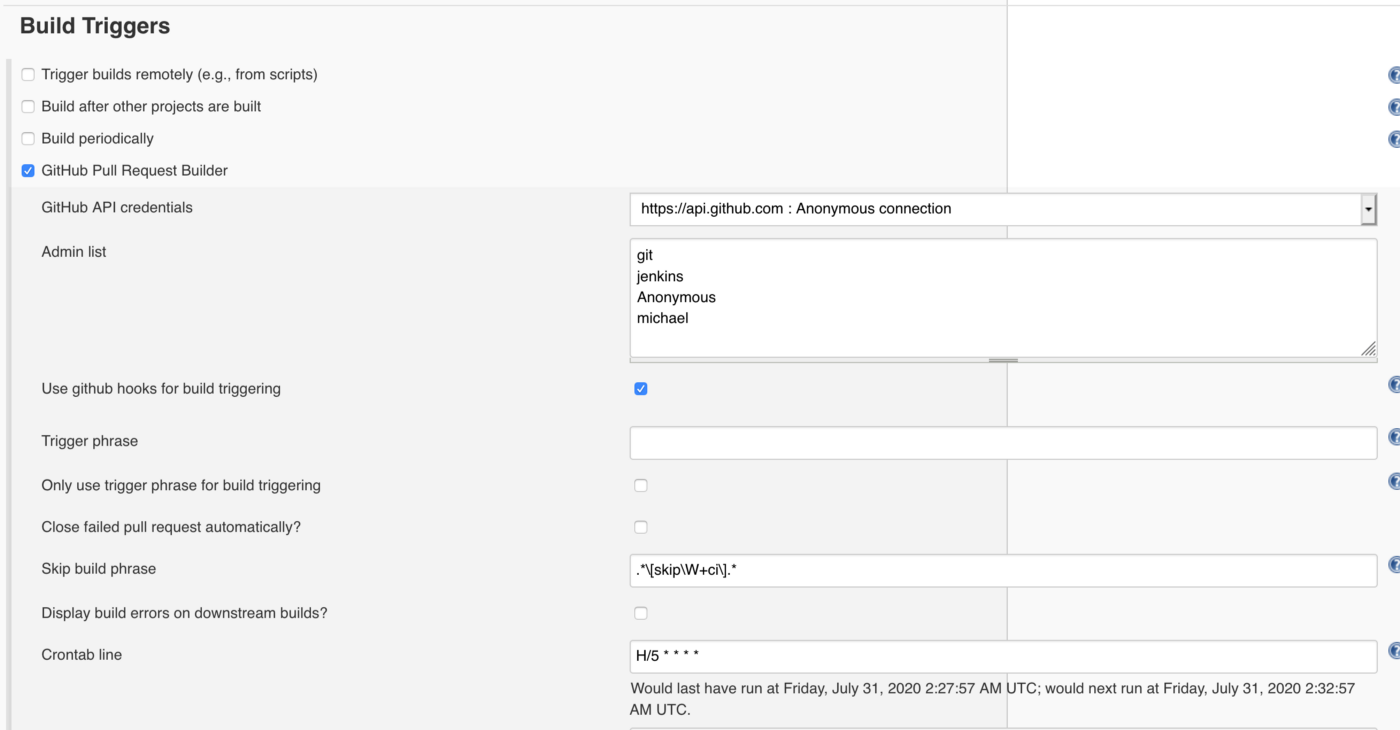 Build Triggers
Trigger builds remotely (e.g., from scripts)
Build after other projects are built
Build periodically
GitHub Pull Request Builder
GitHub API credentials
https://api.github.com : Anonymous connection
Admin list
git
jenkins
Anonymous
michael
Use github hooks for build triggering
Trigger phrase
Only use trigger phrase for build triggering
Close failed pull request automatically?
Skip build phrase
.*\[skip\W+ci\].*
Display build errors on downstream builds?
Crontab line
H/5 * * * *
Would last have run at Friday, July 31, 2020 2:27:57 AM UTC; would next run at Friday, July 31, 2020 2:32:57
AM UTC.